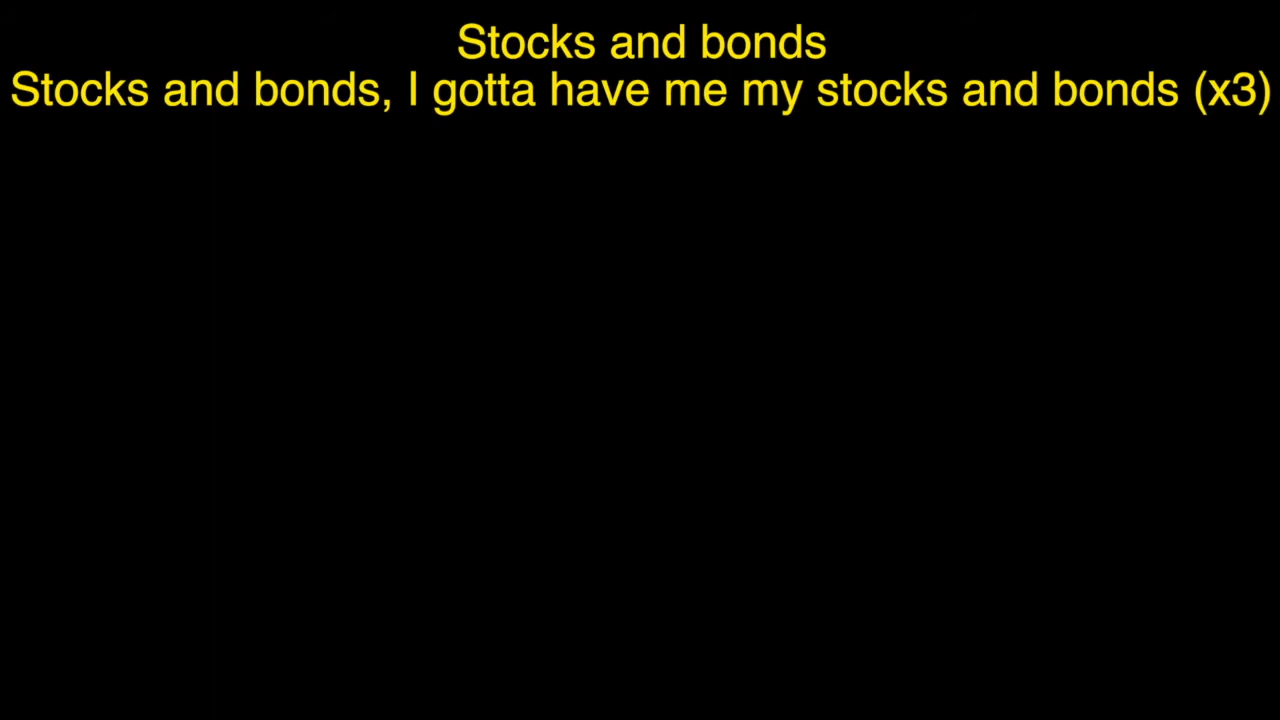 Stocks and bonds
Stocks and bonds, I gotta have me my stocks and bonds (x3)